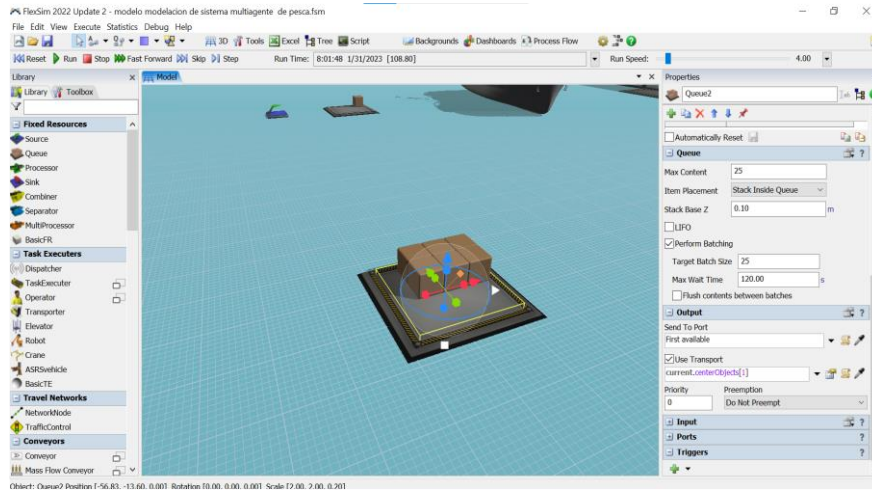 FlexSim 2022 Update 2 - modelo modelacion de sistema multiagente de pesca.fsm
File Edit View Execute Statistics Debug Help
3D Tools Excel Tree Script Backgrounds Dashboards Process Flow
Reset Run Stop Fast Forward Skip Step Run Time: 8:01:48 1/31/2023 [108.80] Run Speed: 4.00
Library
Model
Properties
Library Toolbox
Queue2
Fixed Resources
Source
Queue
Processor
Sink
Combiner
Separator
MultiProcessor
BasicFR
Task Executers
Dispatcher
TaskExecuter
Operator
Transporter
Elevator
Robot
Crane
ASRSvehicle
BasicTE
Travel Networks
NetworkNode
TrafficControl
Conveyors
Conveyor
Mass Flow Conveyor
Automatically Reset
Queue
Max Content 25
Item Placement Stack Inside Queue
Stack Base Z 0.10 m
LIFO
Perform Batching
Target Batch Size 25
Max Wait Time 120.00 s
Flush contents between batches
Output
Send To Port
First available
Use Transport
current.centerObjects[1]
Priority Preemption
0 Do Not Preempt
Input
Ports
Triggers
Object: Queue2 Position [-56.83, -13.60, 0.00] Rotation [0.00, 0.00, 0.00] Scale [2.00, 2.00, 0.20]